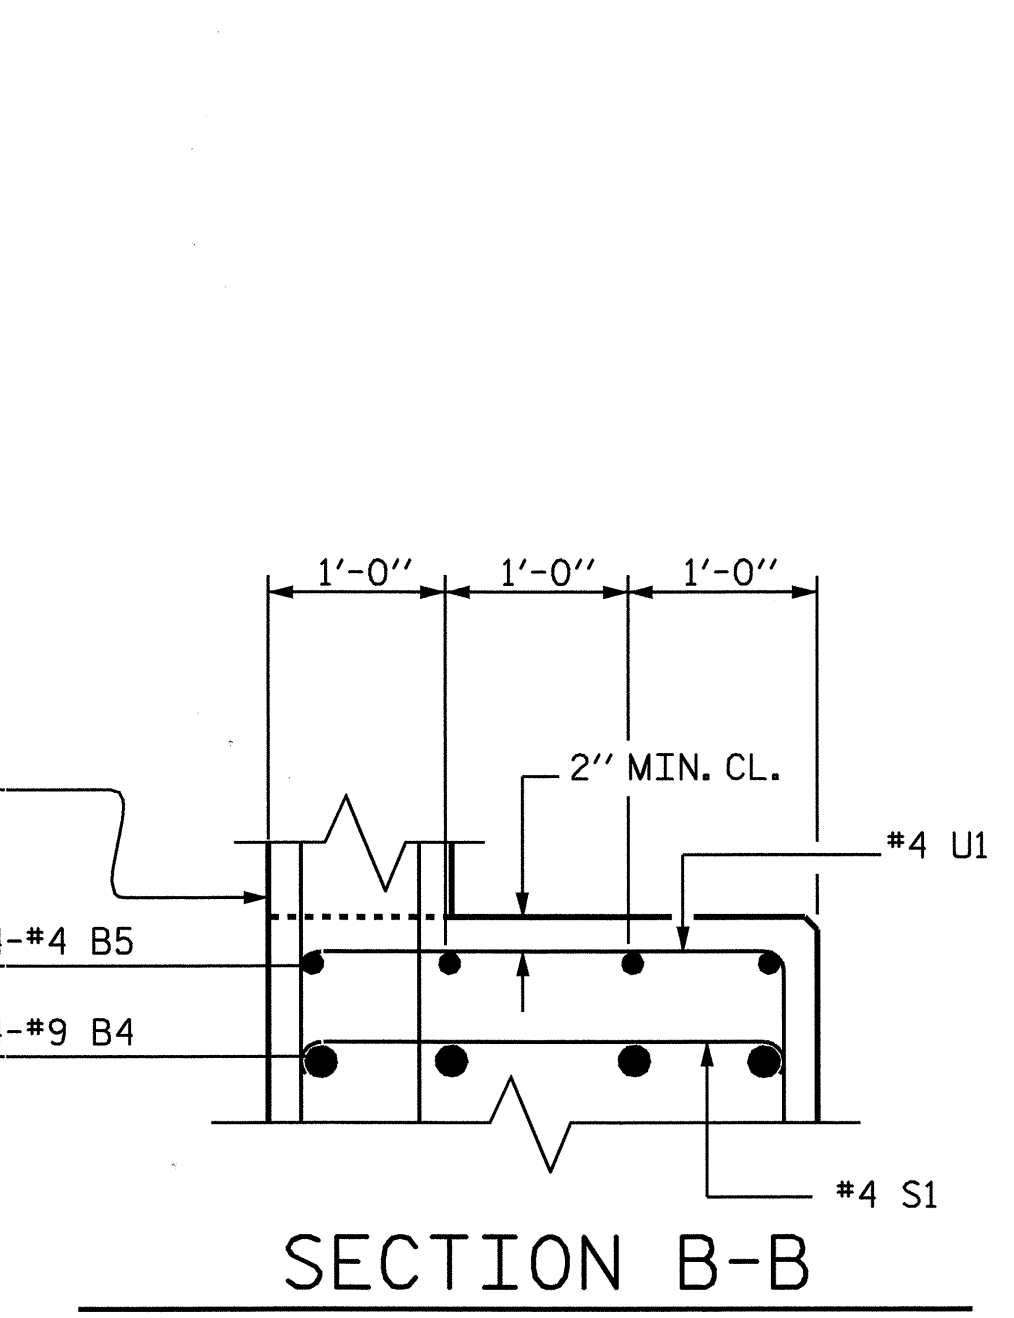 1'-0" 1'-0" 1'-0"
2" MIN. CL.
#4 U1
-#4 B5
-#9 B4
#4 S1
SECTION B-B